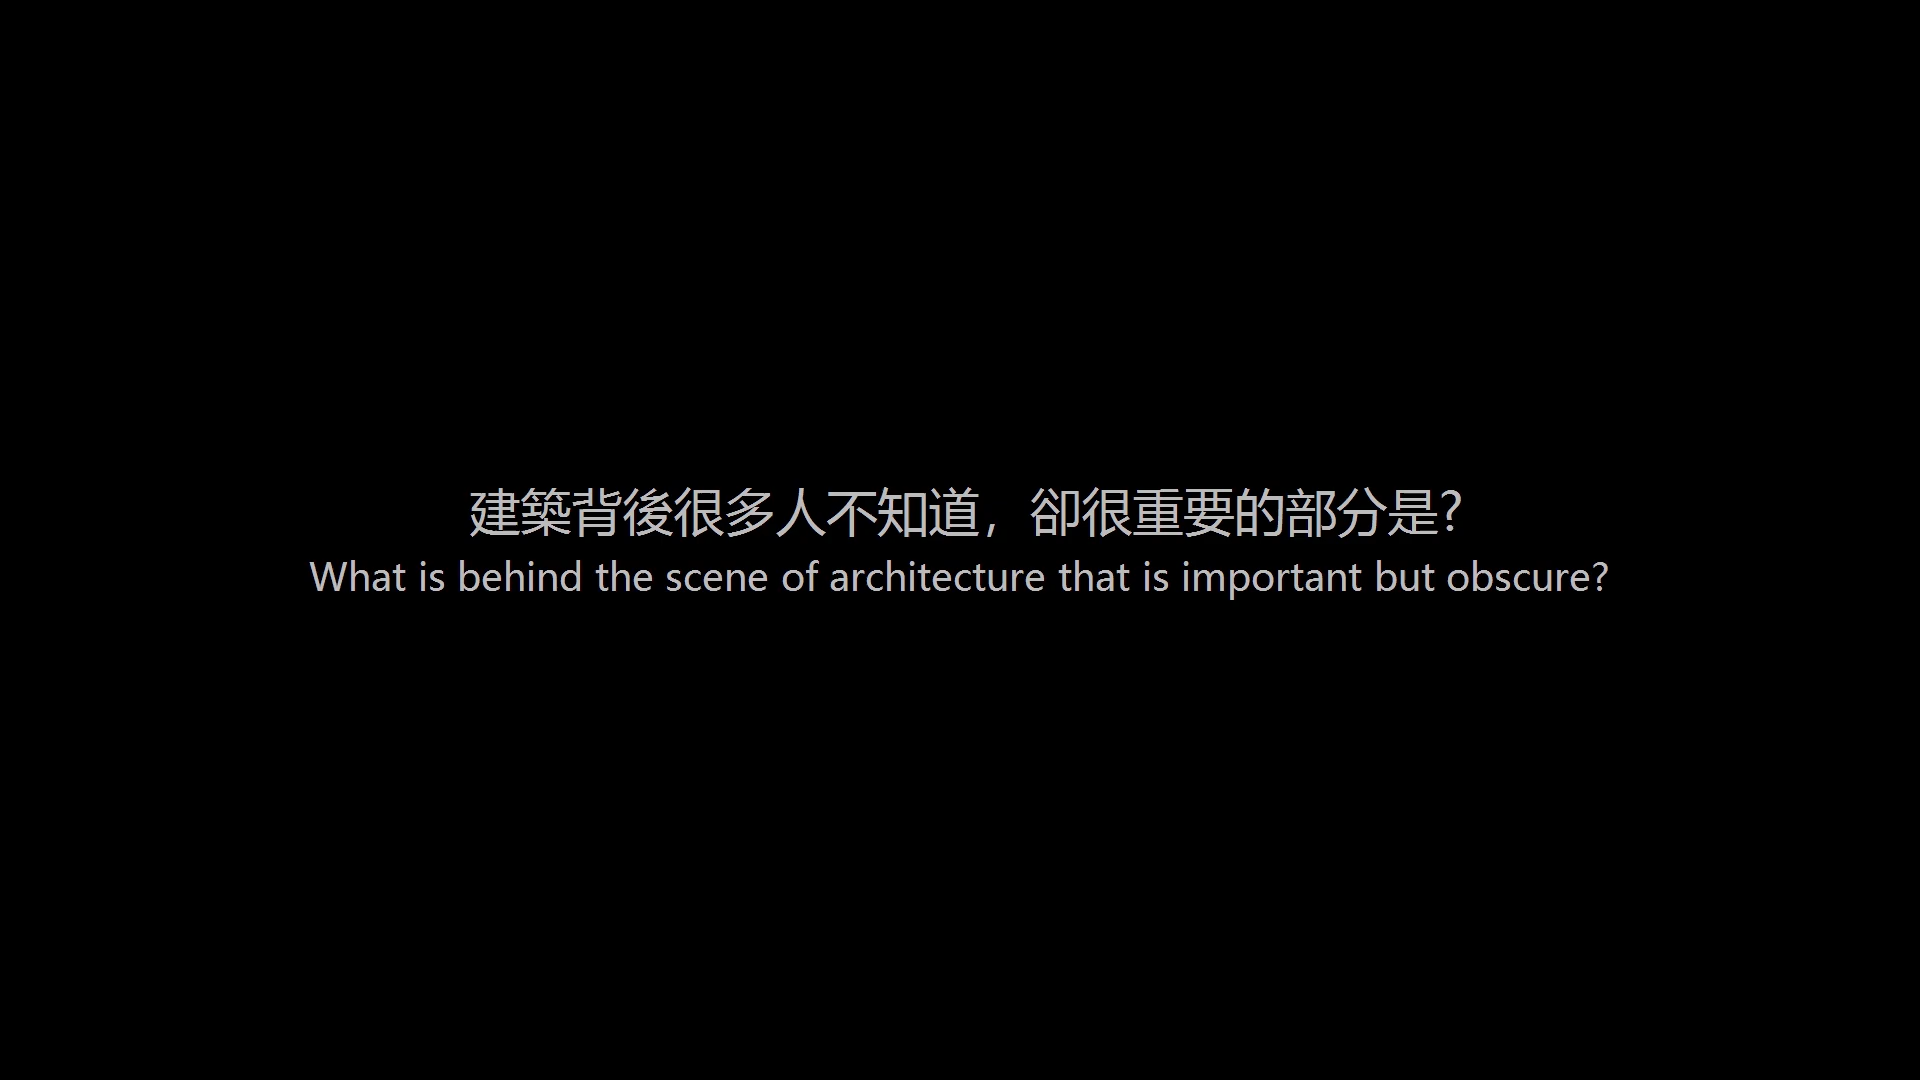 建築背後很多人不知道，卻很重要的部分是?
What is behind the scene of architecture that is important but obscure?